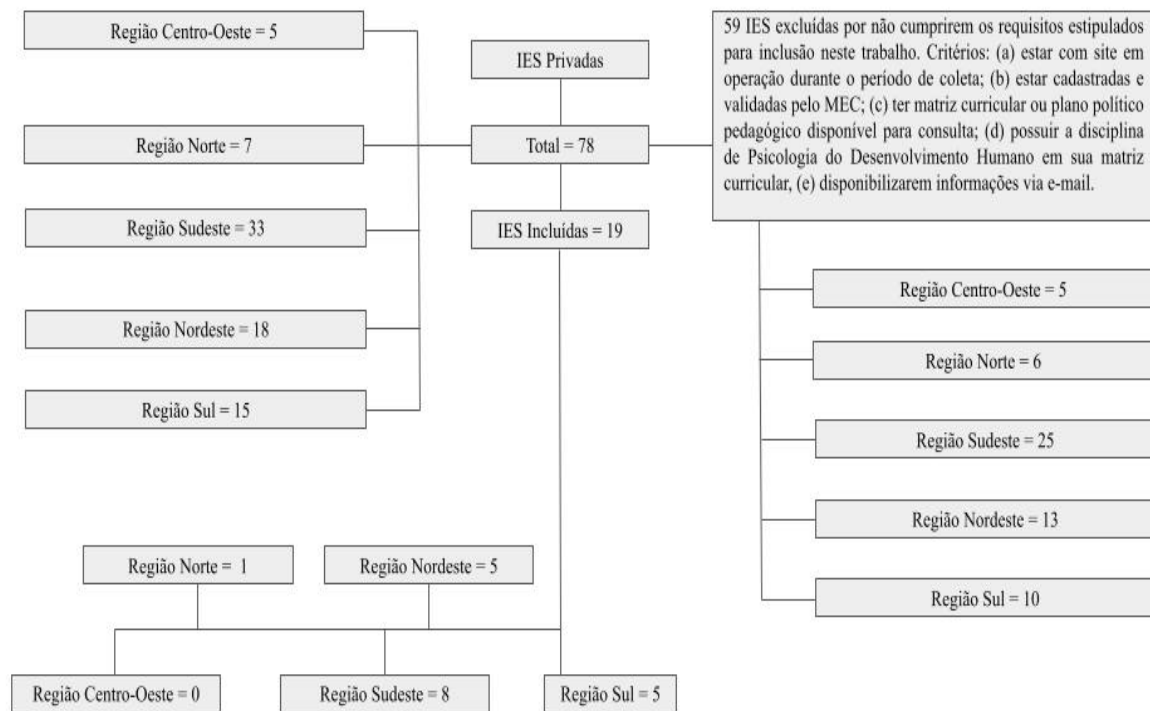 Região Centro-Oeste = 5
Região Norte = 7
Região Sudeste = 33
Região Nordeste = 18
Região Sul = 15
IES Privadas
Total = 78
IES Incluídas = 19
59 IES excluídas por não cumprirem os requisitos estipulados
para inclusão neste trabalho. Critérios: (a) estar com site em
operação durante o período de coleta; (b) estar cadastradas e
validadas pelo MEC; (c) ter matriz curricular ou plano político
pedagógico disponível para consulta; (d) possuir a disciplina
de Psicologia do Desenvolvimento Humano em sua matriz
curricular, (e) disponibilizarem informações via e-mail.
Região Centro-Oeste = 5
Região Norte = 6
Região Sudeste = 25
Região Nordeste = 13
Região Sul = 10
Região Norte = 1
Região Nordeste = 5
Região Centro-Oeste = 0
Região Sudeste = 8
Região Sul = 5